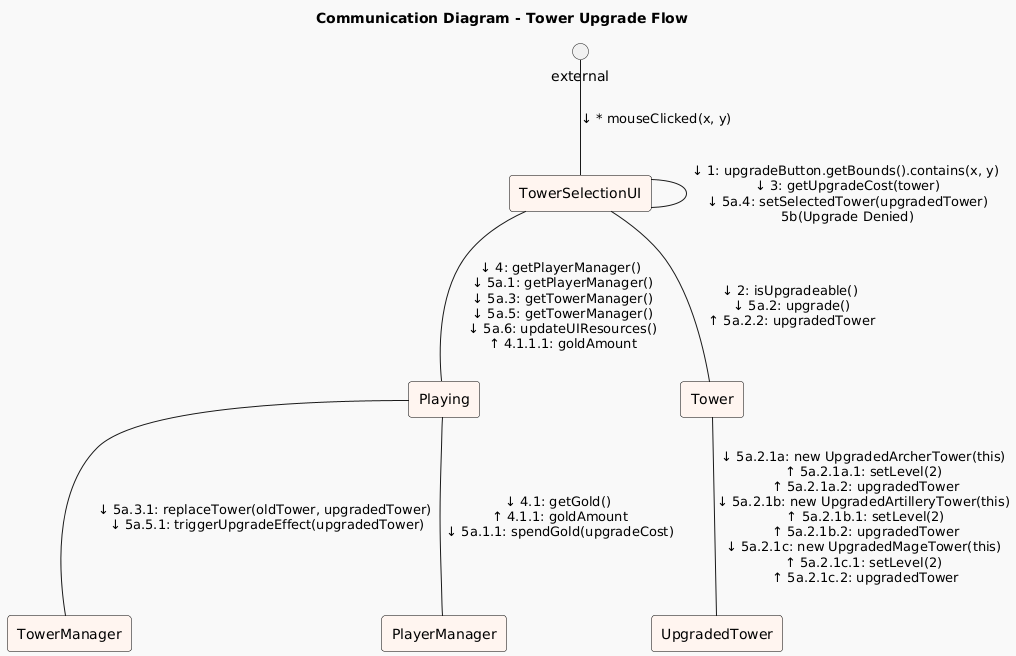 Communication Diagram - Tower Upgrade Flow
external
↓ * mouseClicked(x, y)
TowerSelectionUI
↓ 1: upgradeButton.getBounds().contains(x, y)
↓ 3: getUpgradeCost(tower)
↓ 5a.4: setSelectedTower(upgradedTower)
5b(Upgrade Denied)
↓ 4: getPlayerManager()
↓ 5a.1: getPlayerManager()
↓ 5a.3: getTowerManager()
↓ 5a.5: getTowerManager()
↓ 5a.6: updateUIResources()
↑ 4.1.1.1: goldAmount
↓ 2: isUpgradeable()
↓ 5a.2: upgrade()
↑ 5a.2.2: upgradedTower
Playing
Tower
↓ 5a.3.1: replaceTower(oldTower, upgradedTower)
↓ 5a.5.1: triggerUpgradeEffect(upgradedTower)
↓ 4.1: getGold()
↑ 4.1.1: goldAmount
↓ 5a.1.1: spendGold(upgradeCost)
↓ 5a.2.1a: new UpgradedArcherTower(this)
↑ 5a.2.1a.1: setLevel(2)
↑ 5a.2.1a.2: upgradedTower
↓ 5a.2.1b: new UpgradedArtilleryTower(this)
↑ 5a.2.1b.1: setLevel(2)
↑ 5a.2.1b.2: upgradedTower
↓ 5a.2.1c: new UpgradedMageTower(this)
↑ 5a.2.1c.1: setLevel(2)
↑ 5a.2.1c.2: upgradedTower
TowerManager
PlayerManager
UpgradedTower